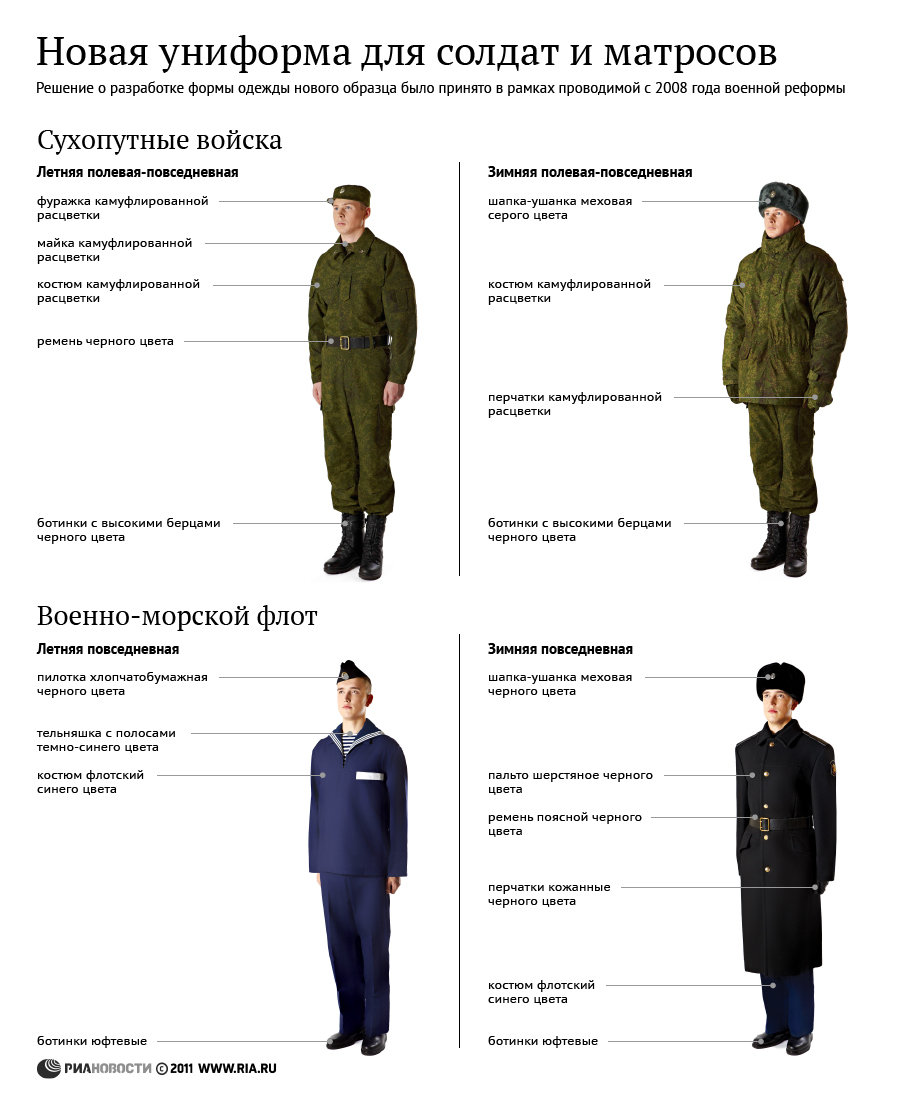 Новая униформа для солдат и матросов
Решение о разработке формы одежды нового образца было принято в рамках проводимой с 2008 года военной реформы
Сухопутные войска
Летняя полевая-повседневная
фуражка камуфлированной
расцветки
майка камуфлированной
расцветки
костюм камуфлированной
расцветки
ремень черного цвета
ботинки с высокими берцами
черного цвета
Зимняя полевая-повседневная
шапка-ушанка меховая
серого цвета
костюм камуфлированной
расцветки
перчатки камуфлированной
расцветки
ботинки с высокими берцами
черного цвета
Военно-морской флот
Летняя повседневная
пилотка хлопчатобумажная
черного цвета
тельняшка с полосами
темно-синего цвета
костюм флотский
синего цвета
ботинки юфтевые
Зимняя повседневная
шапка-ушанка меховая
черного цвета
пальто шерстяное черного
цвета
ремень поясной черного
цвета
перчатки кожанные
черного цвета
костюм флотский
синего цвета
ботинки юфтевые
РИАНОВОСТИ © 2011 WWW.RIA.RU